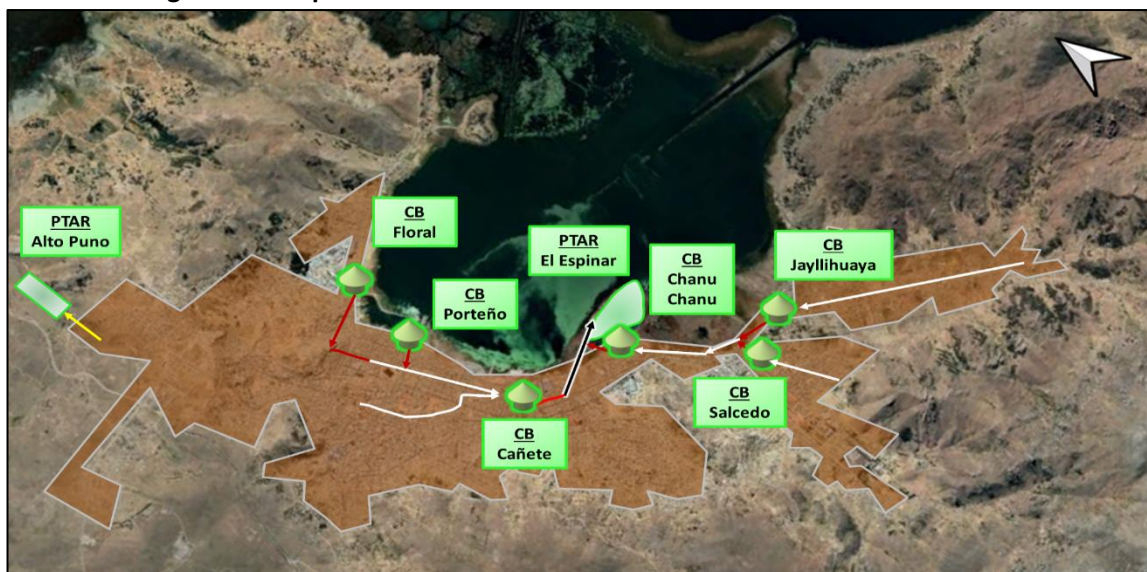 PTAR
Alto Puno
CB
Floral
CB
Porteño
PTAR
El Espinar
CB
Chanu
Chanu
CB
Jayllihuaya
CB
Cañete
CB
Salcedo